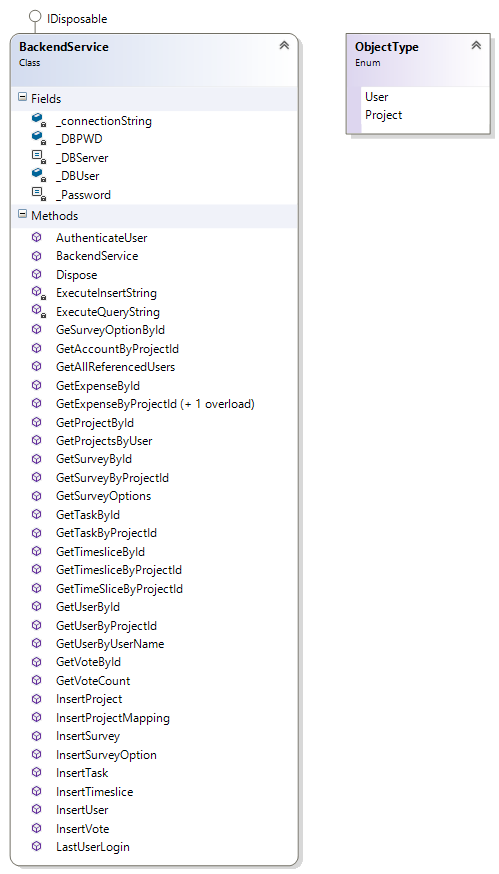 IDisposable
BackendService
Class
Fields
_connectionString
_DBPWD
_DBServer
_DBUser
_Password
Methods
AuthenticateUser
BackendService
Dispose
ExecuteInsertString
ExecuteQueryString
GeSurveyOptionById
GetAccountByProjectId
GetAllReferencedUsers
GetExpenseById
GetExpenseByProjectId (+ 1 overload)
GetProjectById
GetProjectsByUser
GetSurveyById
GetSurveyByProjectId
GetSurveyOptions
GetTaskById
GetTaskByProjectId
GetTimesliceById
GetTimesliceByProjectId
GetTimeSliceByProjectId
GetUserById
GetUserByProjectId
GetUserByUserName
GetVoteById
GetVoteCount
InsertProject
InsertProjectMapping
InsertSurvey
InsertSurveyOption
InsertTask
InsertTimeslice
InsertUser
InsertVote
LastUserLogin
ObjectType
Enum
User
Project